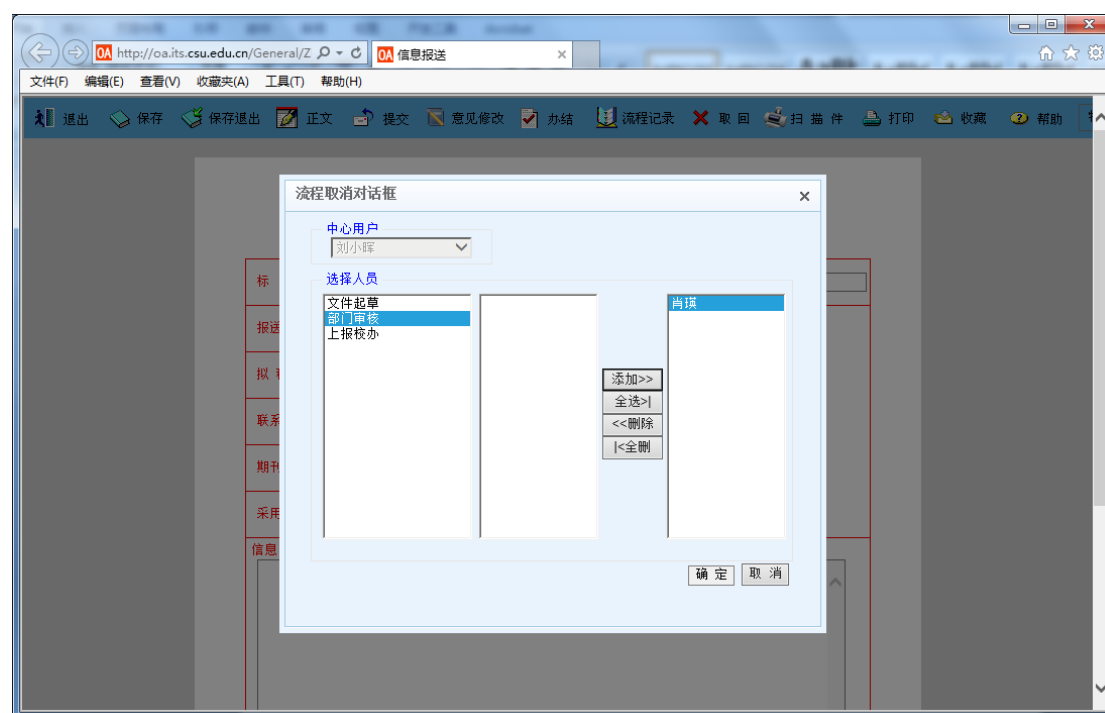 OA http://oa.its.csu.edu.cn/General/Z OA 信息报送
文件(F) 编辑(E) 查看(V) 收藏夹(A) 工具(T) 帮助(H)
退出 保存 保存退出 正文 提交 意见修改 办结 流程记录 取回 扫描件 打印 收藏 帮助
流程取消对话框
中心用户
刘小晖
标
选择人员
文件起草 肖瑛
部门审核
报送
上报校办
拟
添加>>
全选>|
联系
<<删除
|<全删
期刊
采用
信息
确定 取消